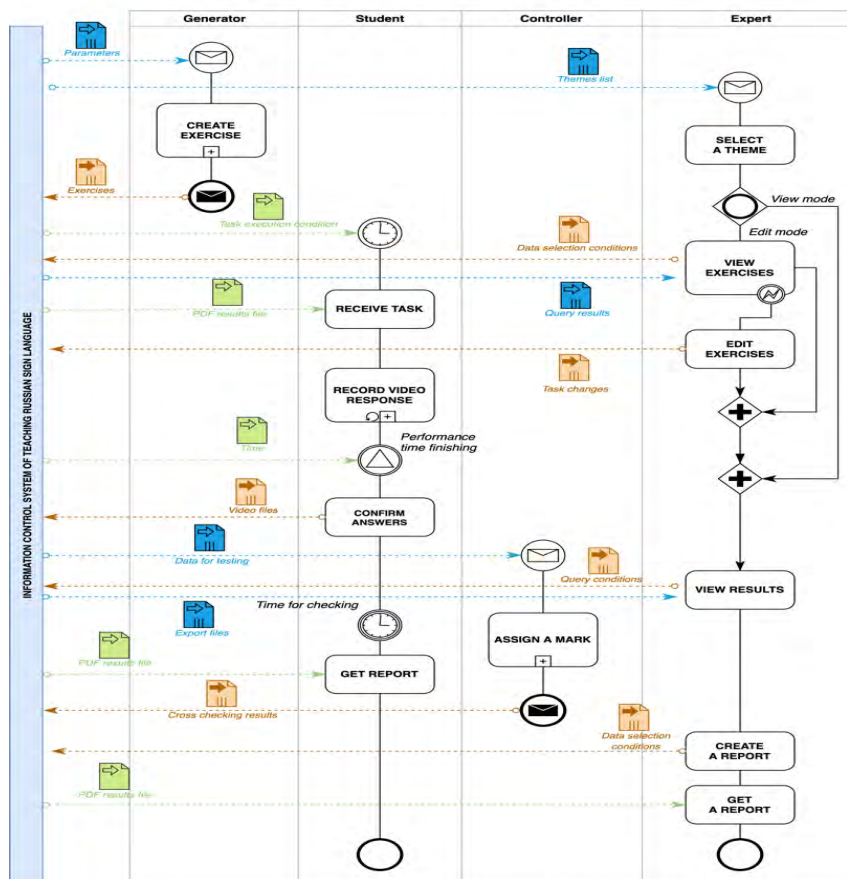 Generator
Student
Controller
Expert
INFORMATION CONTROL SYSTEM OF TEACHING RUSSIAN SIGN LANGUAGE
Parameters
Themes list
CREATE
EXERCISE
SELECT
A THEME
Exercises
View mode
Task execution condition
Edit mode
Data selection conditions
VIEW
EXERCISES
PDF results file
RECEIVE TASK
Query results
EDIT
EXERCISES
Task changes
RECORD VIDEO
RESPONSE
Performance
time finishing
Time
Video files
CONFIRM
ANSWERS
Data for testing
Query conditions
VIEW RESULTS
Export files
Time for checking
ASSIGN A MARK
PDF results file
GET REPORT
Cross checking results
Data selection
conditions
CREATE
A REPORT
PDF results file
GET
A REPORT